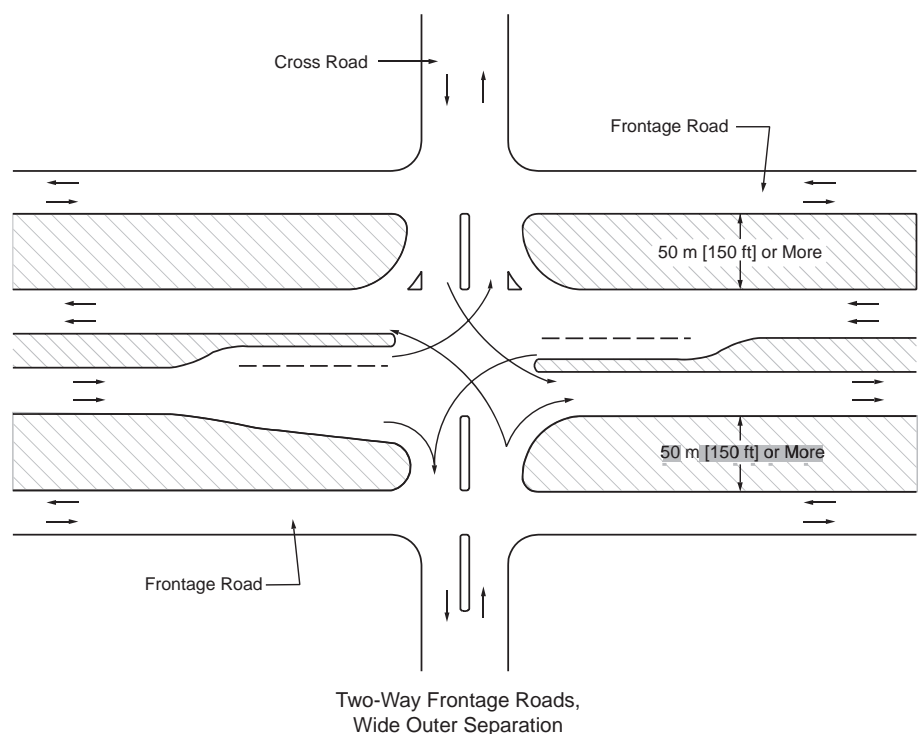 Cross Road
Frontage Road
50 m [150 ft] or More
50 m [150 ft] or More
Frontage Road
Two-Way Frontage Roads,
Wide Outer Separation